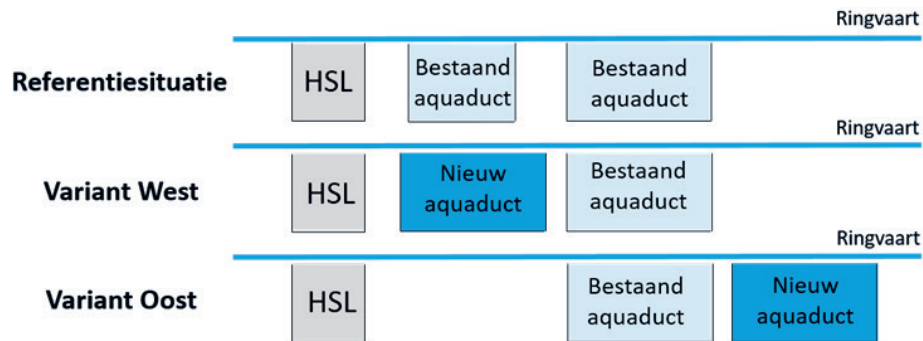 Ringvaart
Referentiesituatie
HSL
Bestaand
aquaduct
Bestaand
aquaduct
Ringvaart
Variant West
HSL
Nieuw
aquaduct
Bestaand
aquaduct
Ringvaart
Variant Oost
HSL
Bestaand
aquaduct
Nieuw
aquaduct